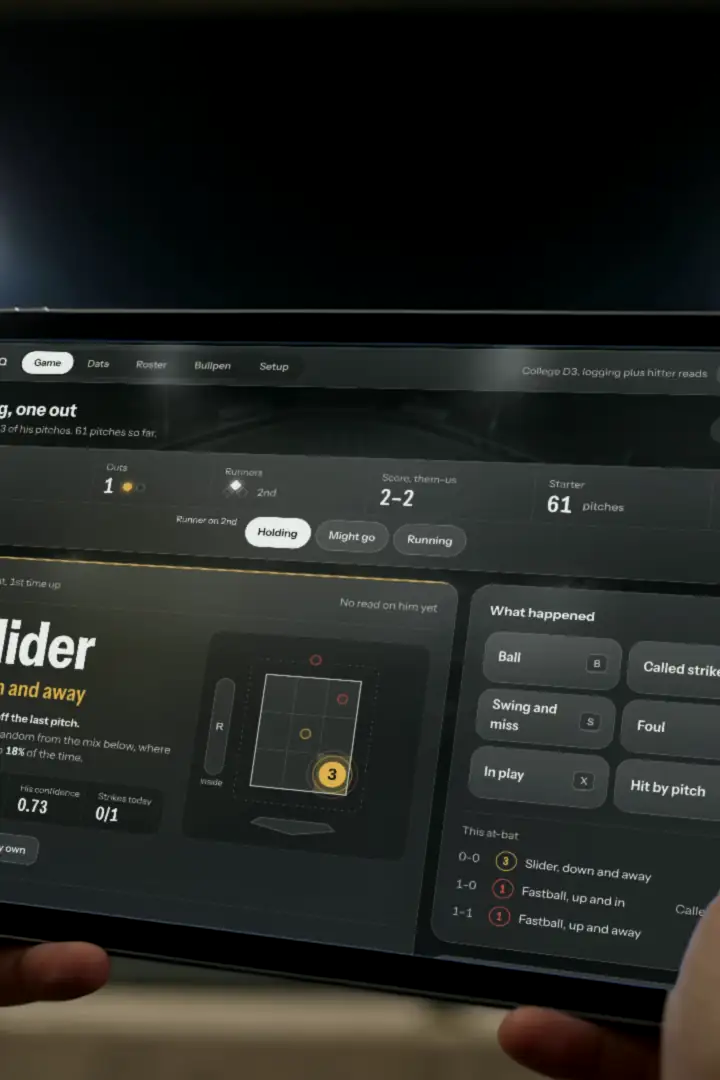 Q Game Data Roster Bullpen Setup College D3, logging plus hitter reads
g, one out
3 of his pitches. 61 pitches so far.
Outs Runners Score, them–us Starter
1 2nd 2–2 61 pitches
Runner on 2nd Holding Might go Running
t, 1st time up No read on him yet
lider
n and away
ff the last pitch.
andom from the mix below, where
18% of the time.
His confidence Strikes today
0.73 0/1
y own
R
Inside
3
What happened
Ball B Called strike
Swing and miss S Foul
In play X Hit by pitch
This at-bat
0-0 3 Slider, down and away
1-0 1 Fastball, up and in Calle
1-1 1 Fastball, up and away